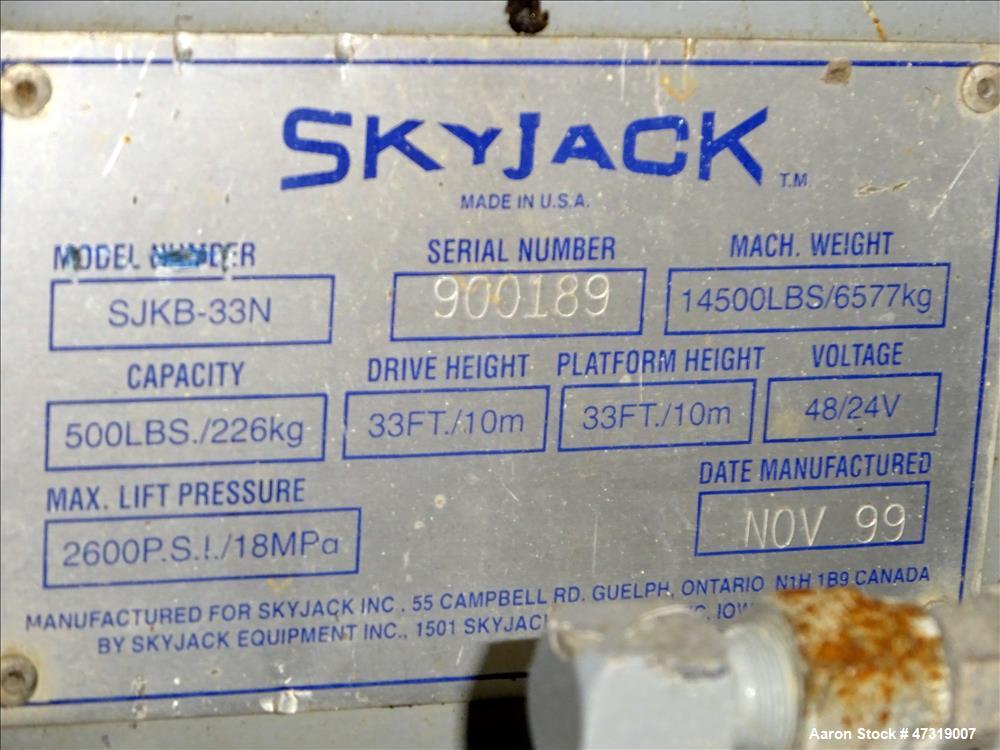 SKYJACK T.M.
MADE IN U.S.A.
MODEL NUMBER SERIAL NUMBER MACH. WEIGHT
SJKB-33N 900189 14500LBS/6577kg
CAPACITY DRIVE HEIGHT PLATFORM HEIGHT VOLTAGE
500LBS./226kg 33FT./10m 33FT./10m 48/24V
MAX. LIFT PRESSURE DATE MANUFACTURED
2600P.S.I./18MPa NOV 99
MANUFACTURED FOR SKYJACK INC. 55 CAMPBELL RD. GUELPH, ONTARIO N1H 1B9 CANADA
BY SKYJACK EQUIPMENT INC., 1501
Aaron Stock # 47319007